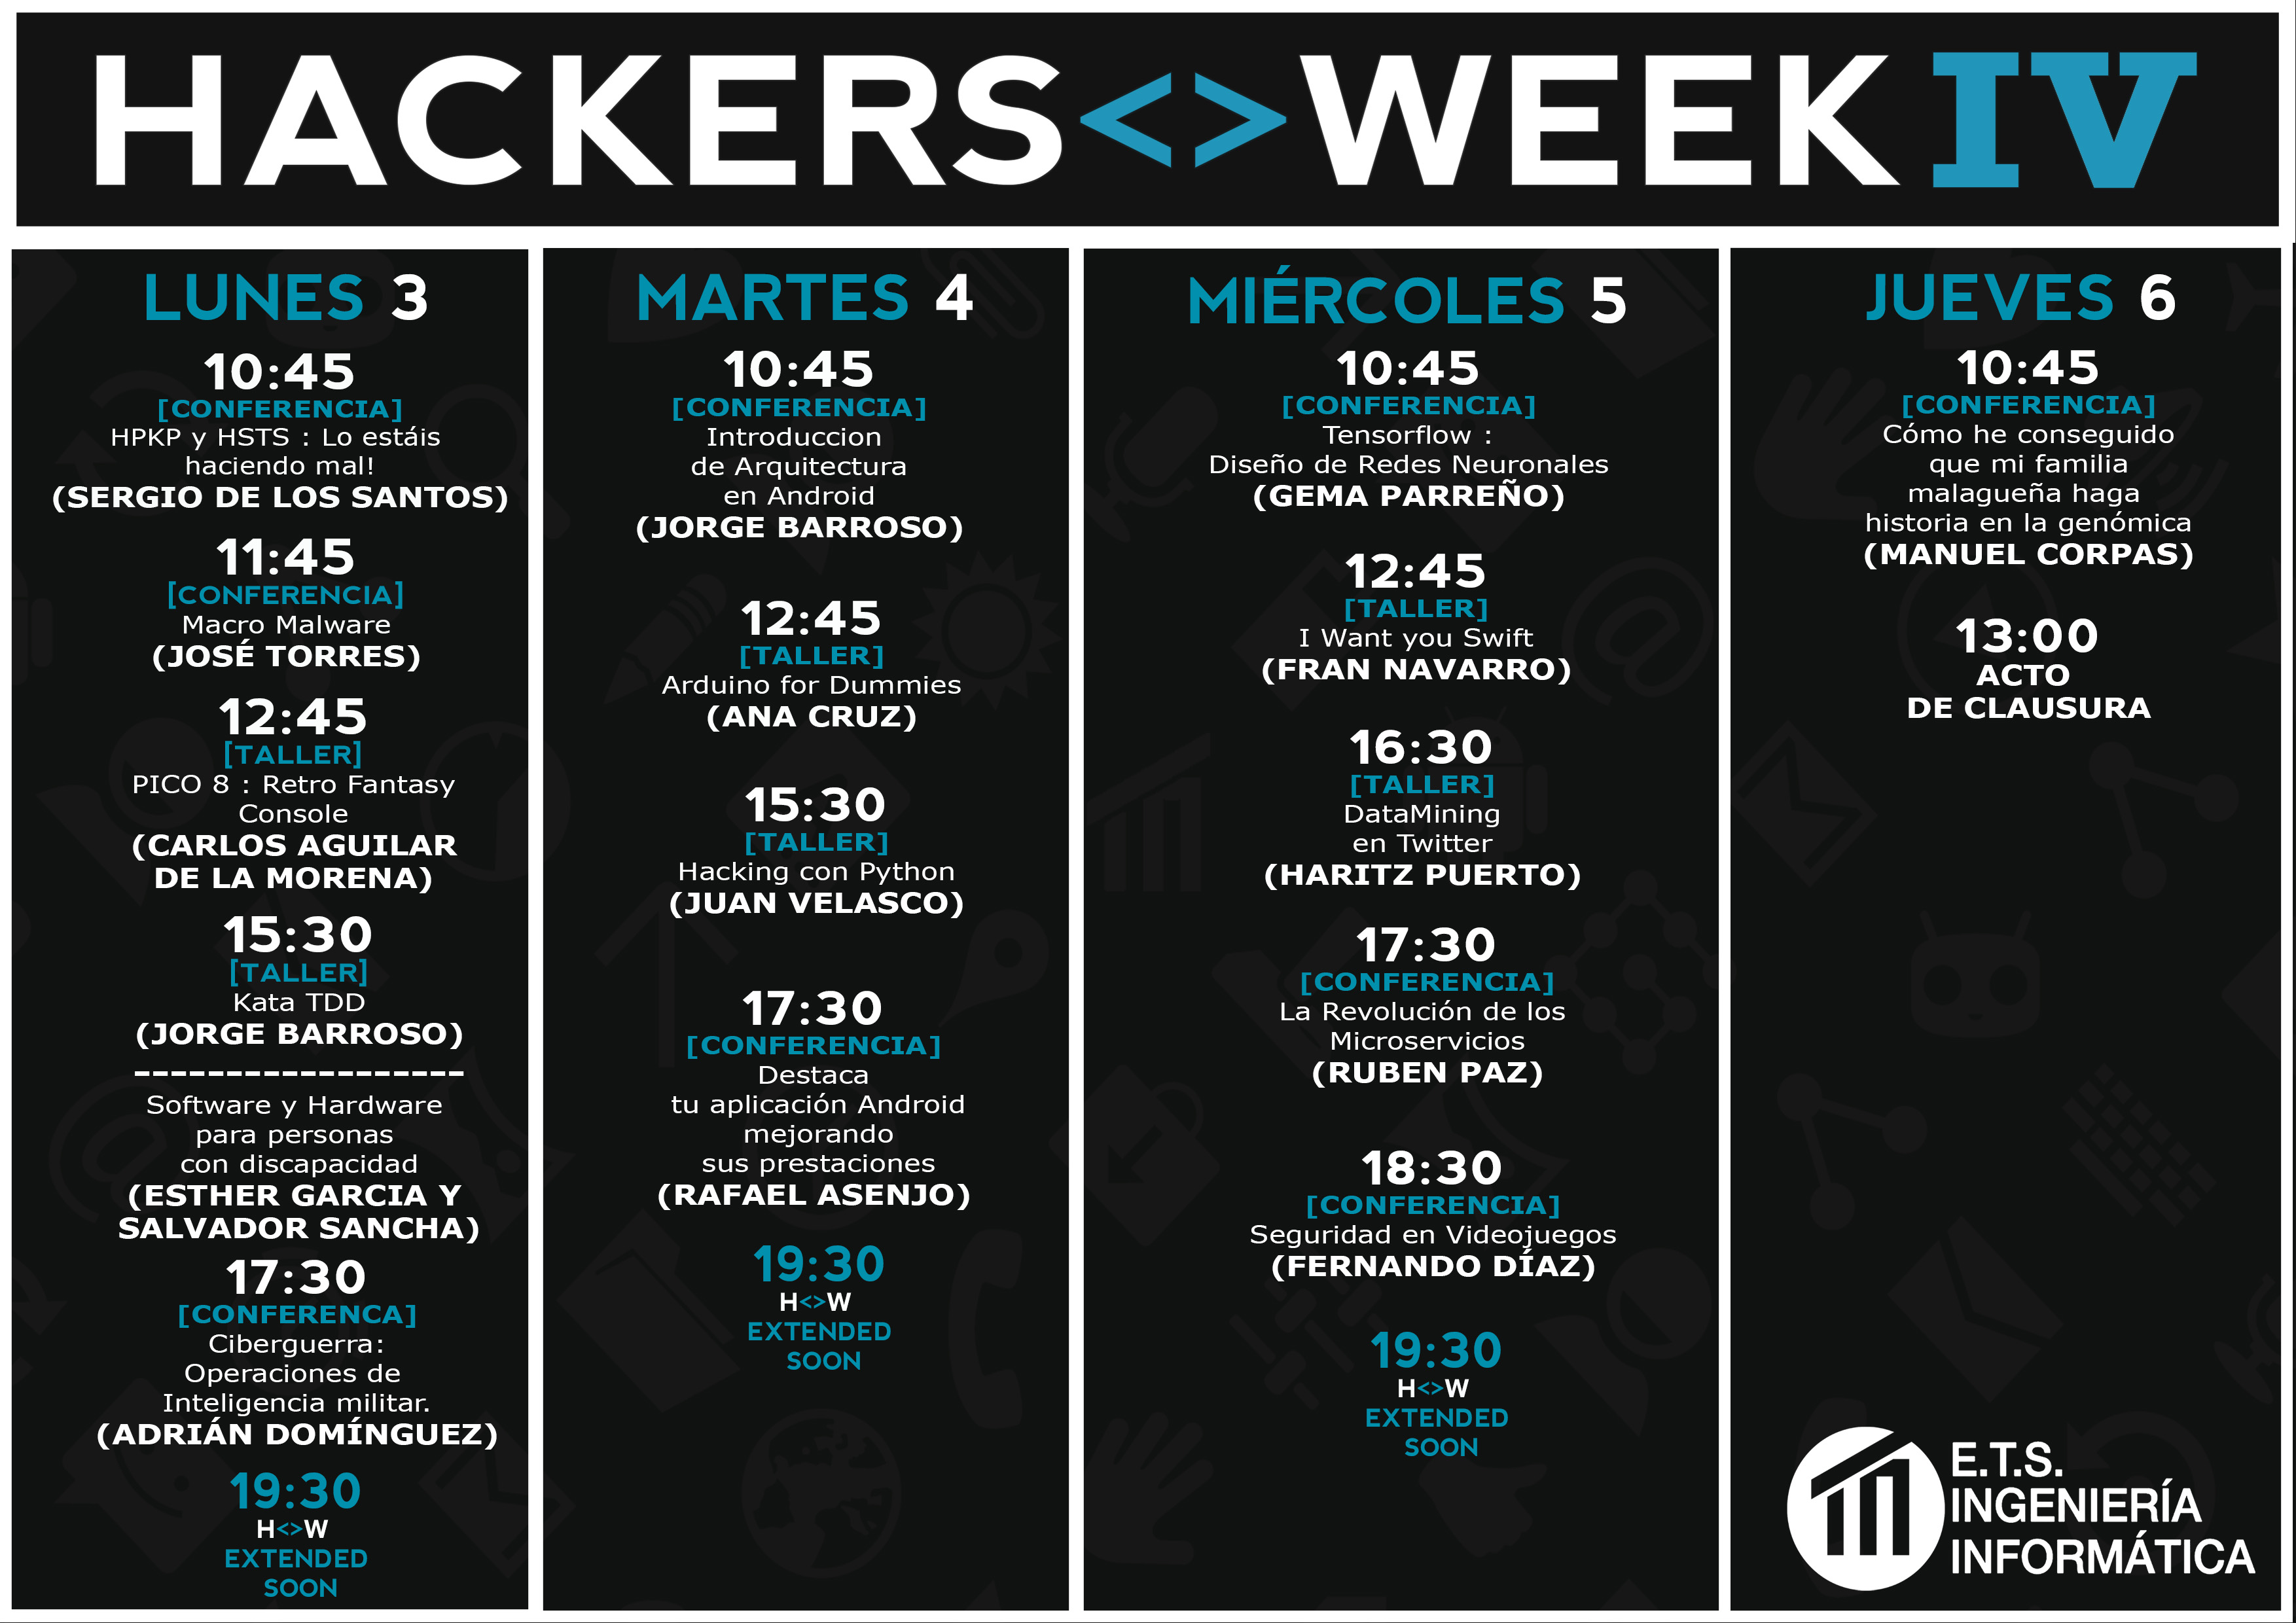 HACKERS<>WEEK IV
LUNES 3
10:45
[CONFERENCIA]
HPKP y HSTS : Lo estáis
haciendo mal!
(SERGIO DE LOS SANTOS)
11:45
[CONFERENCIA]
Macro Malware
(JOSÉ TORRES)
12:45
[TALLER]
PICO 8 : Retro Fantasy
Console
(CARLOS AGUILAR
DE LA MORENA)
15:30
[TALLER]
Kata TDD
(JORGE BARROSO)
------------------
Software y Hardware
para personas
con discapacidad
(ESTHER GARCIA Y
SALVADOR SANCHA)
17:30
[CONFERENCA]
Ciberguerra:
Operaciones de
Inteligencia militar.
(ADRIÁN DOMÍNGUEZ)
19:30
H<>W
EXTENDED
SOON
MARTES 4
10:45
[CONFERENCIA]
Introduccion
de Arquitectura
en Android
(JORGE BARROSO)
12:45
[TALLER]
Arduino for Dummies
(ANA CRUZ)
15:30
[TALLER]
Hacking con Python
(JUAN VELASCO)
17:30
[CONFERENCIA]
Destaca
tu aplicación Android
mejorando
sus prestaciones
(RAFAEL ASENJO)
19:30
H<>W
EXTENDED
SOON
MIÉRCOLES 5
10:45
[CONFERENCIA]
Tensorflow :
Diseño de Redes Neuronales
(GEMA PARREÑO)
12:45
[TALLER]
I Want you Swift
(FRAN NAVARRO)
16:30
[TALLER]
DataMining
en Twitter
(HARITZ PUERTO)
17:30
[CONFERENCIA]
La Revolución de los
Microservicios
(RUBEN PAZ)
18:30
[CONFERENCIA]
Seguridad en Videojuegos
(FERNANDO DÍAZ)
19:30
H<>W
EXTENDED
SOON
JUEVES 6
10:45
[CONFERENCIA]
Cómo he conseguido
que mi familia
malagueña haga
historia en la genómica
(MANUEL CORPAS)
13:00
ACTO
DE CLAUSURA
E.T.S.
INGENIERÍA
INFORMÁTICA